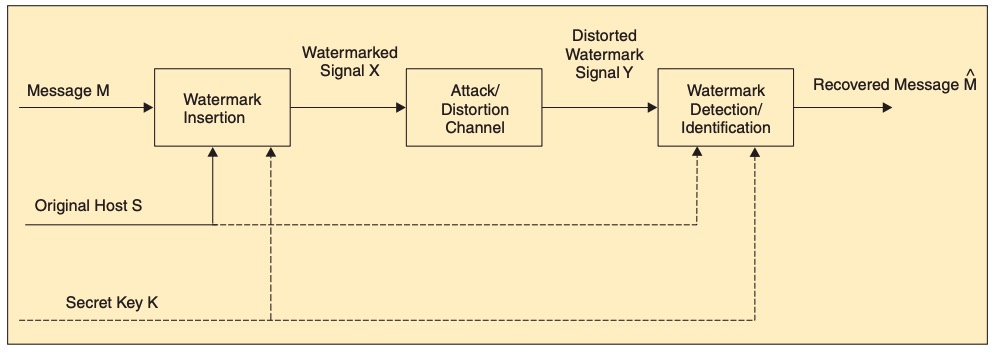 Message M
Watermark
Insertion
Watermarked
Signal X
Attack/
Distortion
Channel
Distorted
Watermark
Signal Y
Watermark
Detection/
Identification
Recovered Message M̂
Original Host S
Secret Key K